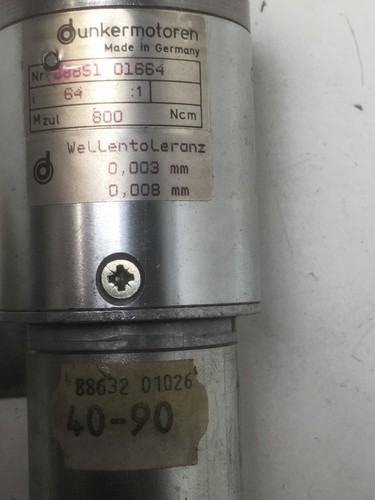 dunkermotoren
Made in Germany
Nr 88851 01664
i 64 :1
Mzul 800 Ncm
Wellentoleranz
0,003 mm
0,008 mm
88632 01026
40-90